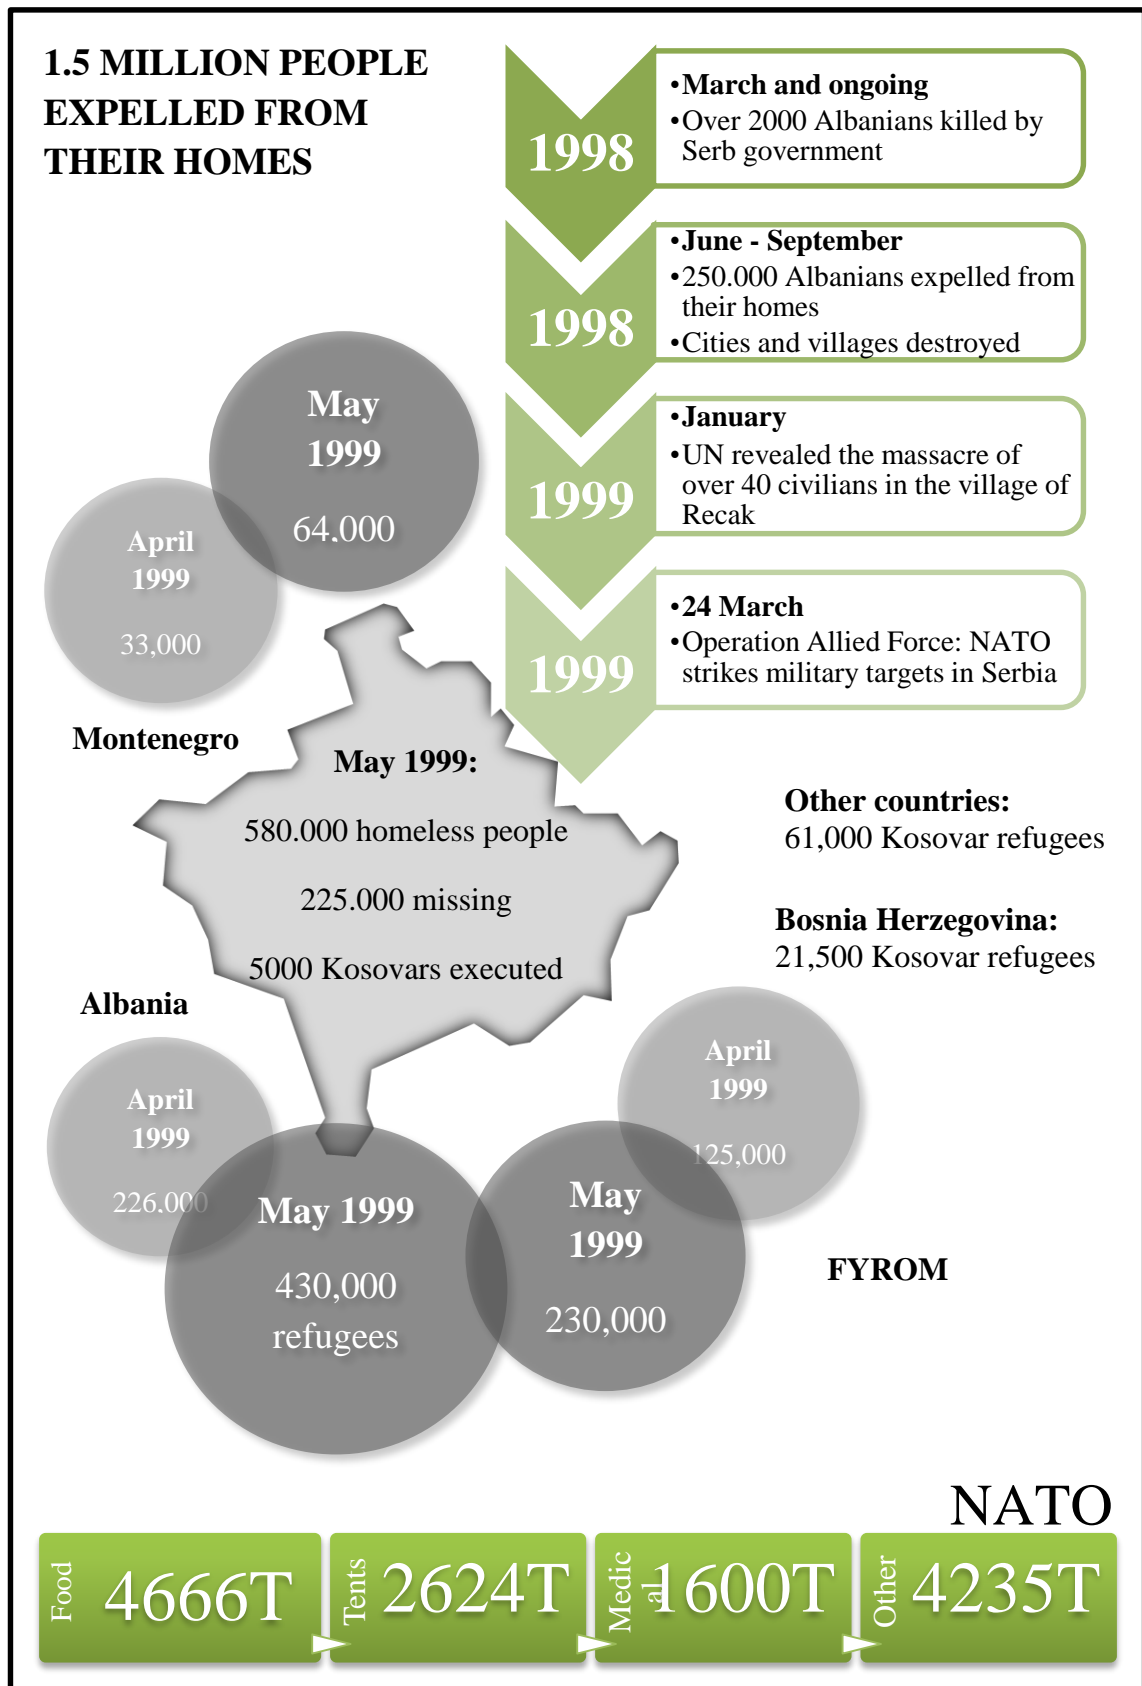 1.5 MILLION PEOPLE
EXPELLED FROM
THEIR HOMES
1998
•March and ongoing
•Over 2000 Albanians killed by
Serb government
1998
•June - September
•250.000 Albanians expelled from
their homes
•Cities and villages destroyed
1999
•January
•UN revealed the massacre of
over 40 civilians in the village of
Recak
1999
•24 March
•Operation Allied Force: NATO
strikes military targets in Serbia
May
1999
64,000
April
1999
33,000
Montenegro
May 1999:
580.000 homeless people
225.000 missing
5000 Kosovars executed
Other countries:
61,000 Kosovar refugees
Bosnia Herzegovina:
21,500 Kosovar refugees
Albania
April
1999
226,000
May 1999
430,000
refugees
April
1999
125,000
May
1999
230,000
FYROM
NATO
Food
4666T
Tents
2624T
Medic
al
1600T
Other
4235T